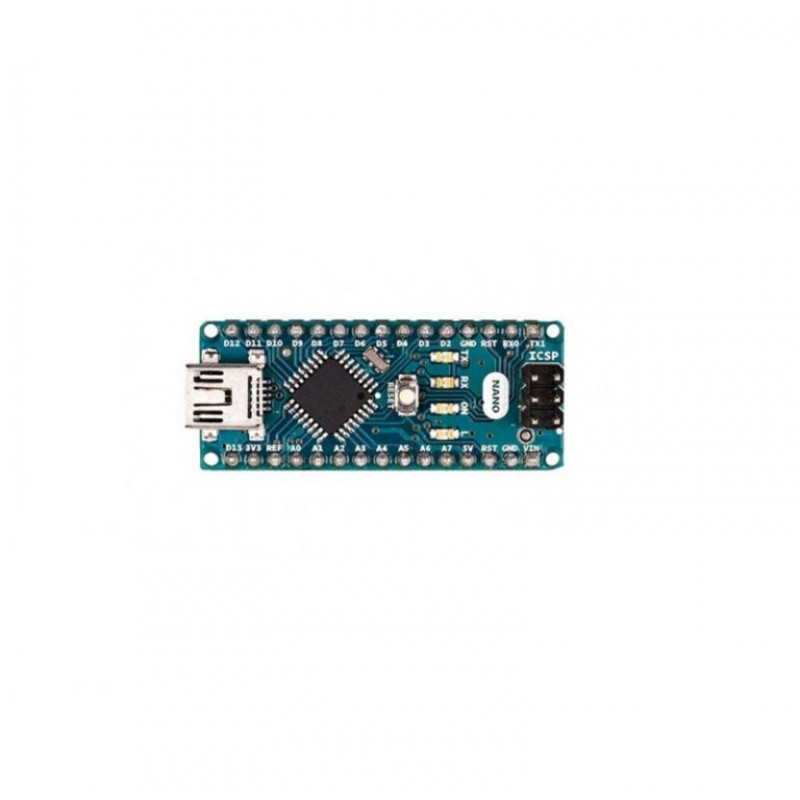 D12 D11 D10 D9 D8 D7 D6 D5 D4 D3 D2 GND RST RX0 TX1
ICSP
TX
RX
ON
RESET
NANO
D13 3V3 REF A0 A1 A2 A3 A4 A5 A6 A7 5V RST GND VIN